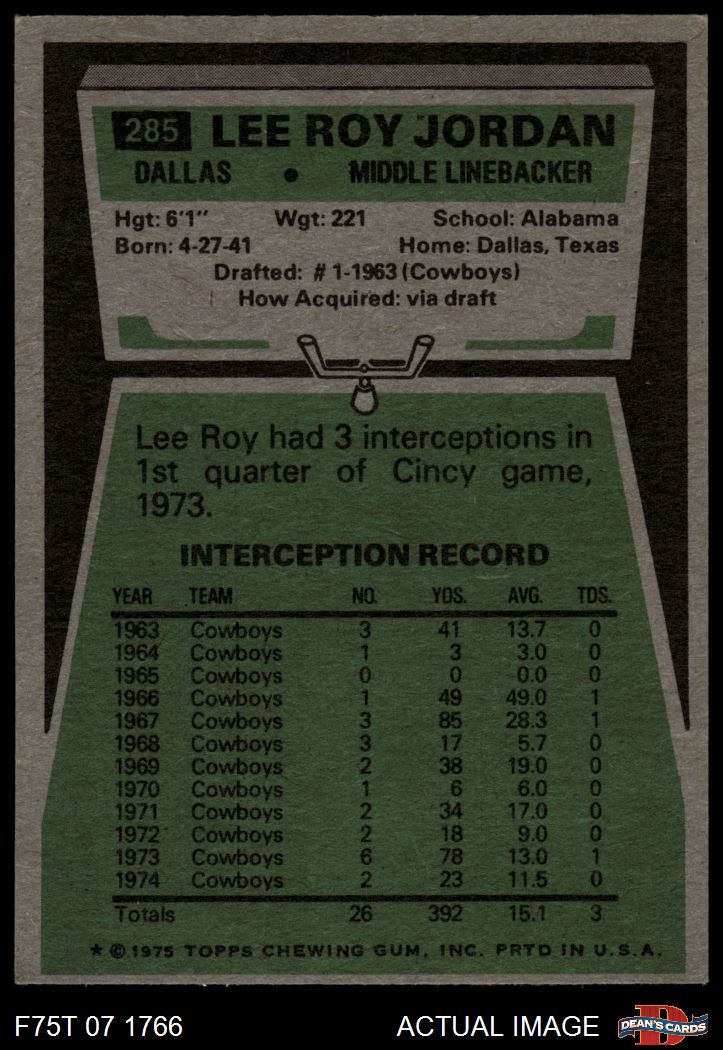 285 LEE ROY JORDAN
DALLAS • MIDDLE LINEBACKER
Hgt: 6'1" Wgt: 221 School: Alabama
Born: 4-27-41 Home: Dallas, Texas
Drafted: #1-1963 (Cowboys)
How Acquired: via draft
Lee Roy had 3 interceptions in
1st quarter of Cincy game,
1973.
INTERCEPTION RECORD
YEAR TEAM NO. YDS. AVG. TDS.
1963 Cowboys 3 41 13.7 0
1964 Cowboys 1 3 3.0 0
1965 Cowboys 0 0 0.0 0
1966 Cowboys 1 49 49.0 1
1967 Cowboys 3 85 28.3 1
1968 Cowboys 3 17 5.7 0
1969 Cowboys 2 38 19.0 0
1970 Cowboys 1 6 6.0 0
1971 Cowboys 2 34 17.0 0
1972 Cowboys 2 18 9.0 0
1973 Cowboys 6 78 13.0 1
1974 Cowboys 2 23 11.5 0
Totals 26 392 15.1 3
★ © 1975 TOPPS CHEWING GUM, INC. PRTD IN U.S.A.
F75T 07 1766 ACTUAL IMAGE D DEAN'S CARDS